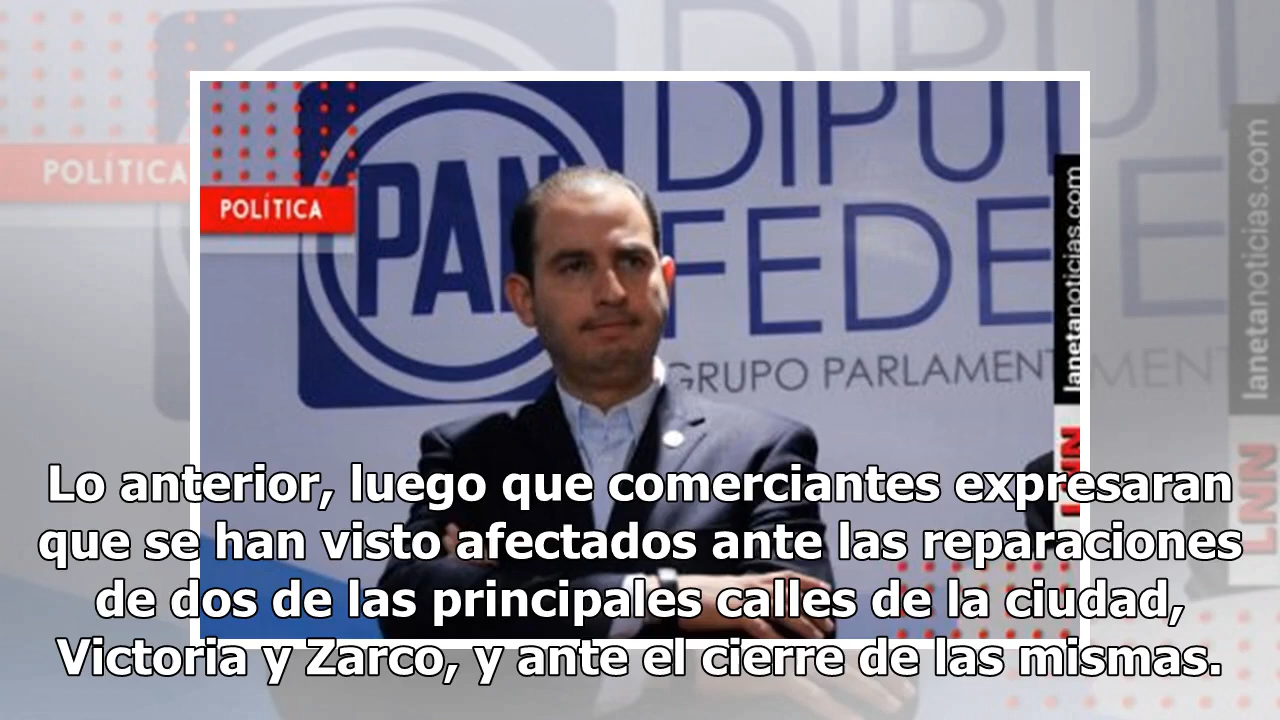 POLÍTICA
POLÍTICA
PAN
DIPUT
FEDE
GRUPO PARLAMENT
lanetanoticias.com
LNN
lanetanoticias.com
LNN
Lo anterior, luego que comerciantes expresaran
que se han visto afectados ante las reparaciones
de dos de las principales calles de la ciudad,
Victoria y Zarco, y ante el cierre de las mismas.